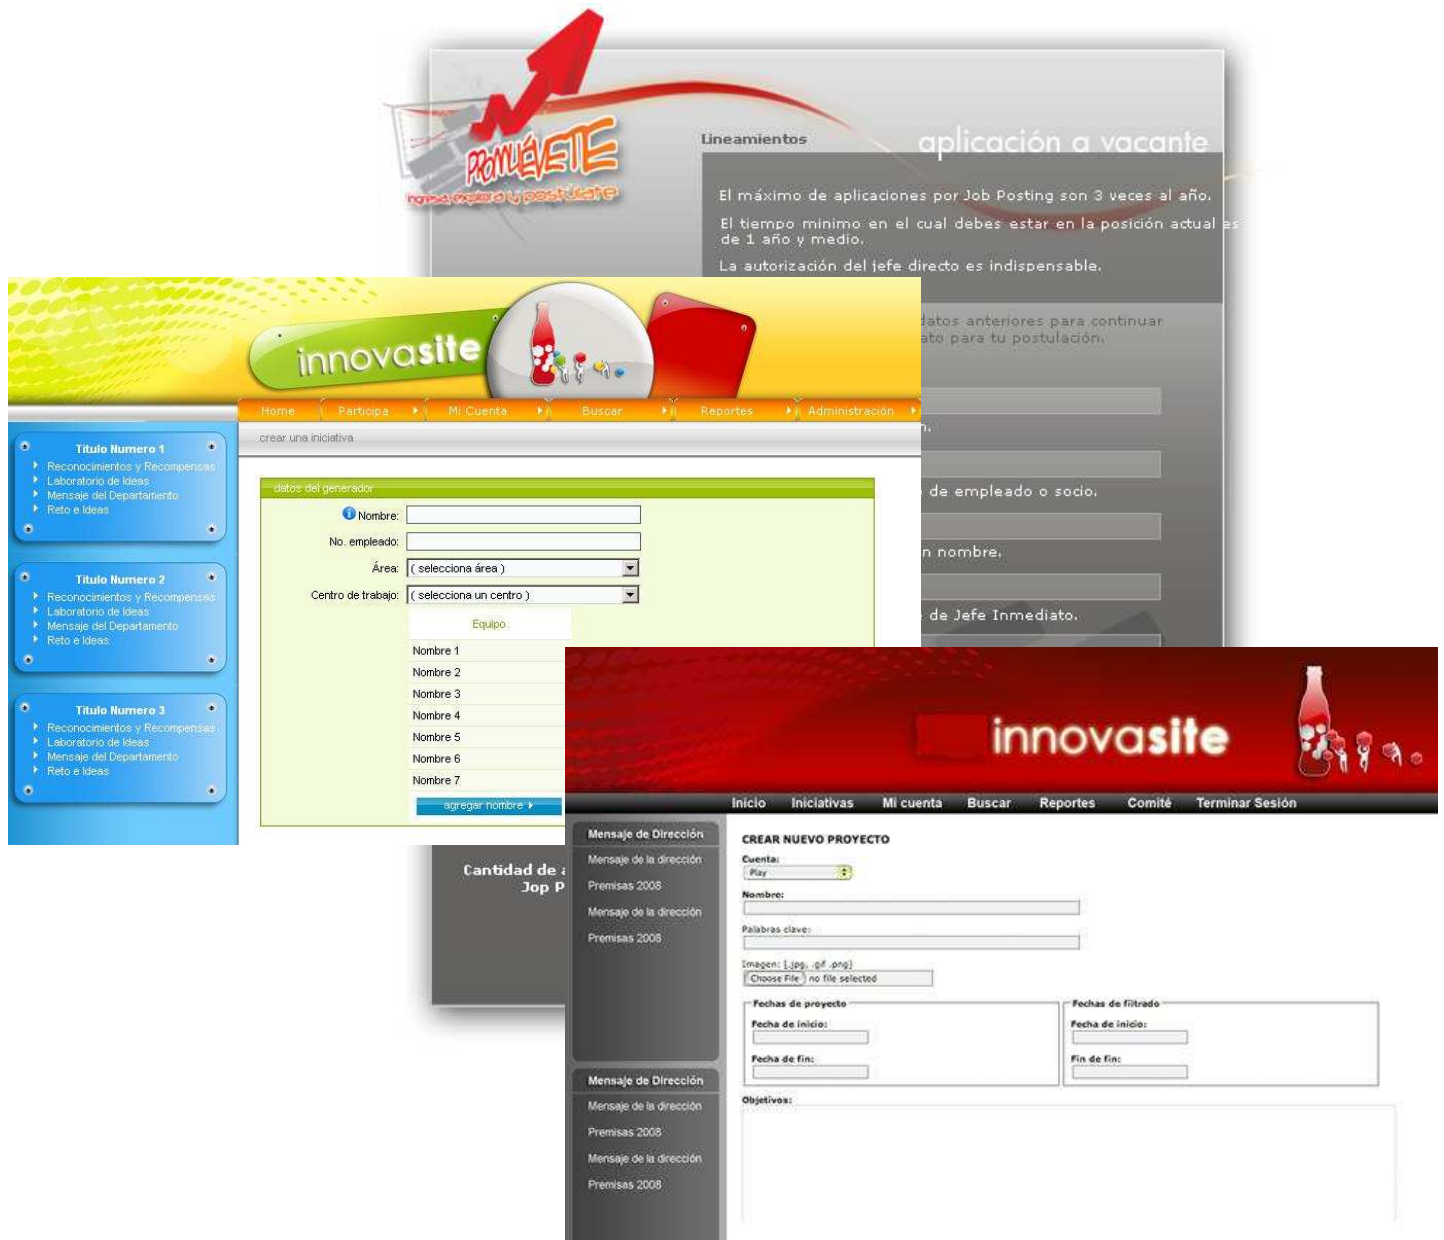 PROMUÉVETE
ingresa, explora y postúlate
Lineamientos
aplicación a vacante
El máximo de aplicaciones por Job Posting son 3 veces al año.
El tiempo minimo en el cual debes estar en la posición actual es
de 1 año y medio.
La autorización del jefe directo es indispensable.
datos anteriores para continuar
para tu postulación.
de empleado o socio.
nombre.
de Jefe Inmediato.
Cantidad de
Jop
innovasite
Home
Participa
Mi Cuenta
Buscar
Reportes
Administración
crear una iniciativa
Titulo Numero 1
Reconocimientos y Recompensas
Laboratorio de Ideas
Mensaje del Departamento
Reto e Ideas
Titulo Numero 2
Reconocimientos y Recompensas
Laboratorio de Ideas
Mensaje del Departamento
Reto e Ideas
Titulo Numero 3
Reconocimientos y Recompensas
Laboratorio de Ideas
Mensaje del Departamento
Reto e Ideas
datos del generador
Nombre:
No. empleado:
Área: ( selecciona área )
Centro de trabajo: ( selecciona un centro )
Equipo
Nombre 1
Nombre 2
Nombre 3
Nombre 4
Nombre 5
Nombre 6
Nombre 7
agregar nombre
innovasite
Inicio Iniciativas Mi cuenta Buscar Reportes Comité Terminar Sesión
Mensaje de Dirección
Mensaje de la dirección
Premisas 2008
Mensaje de la dirección
Premisas 2008
Mensaje de Dirección
Mensaje de la dirección
Premisas 2008
Mensaje de la dirección
Premisas 2008
CREAR NUEVO PROYECTO
Cuenta:
Play
Nombre:
Palabras clave:
Imagen: [.jpg, .gif .png]
Choose File no file selected
Fechas de proyecto
Fecha de inicio:
Fecha de fin:
Fechas de filtrado
Fecha de inicio:
Fin de fin:
Objetivos: